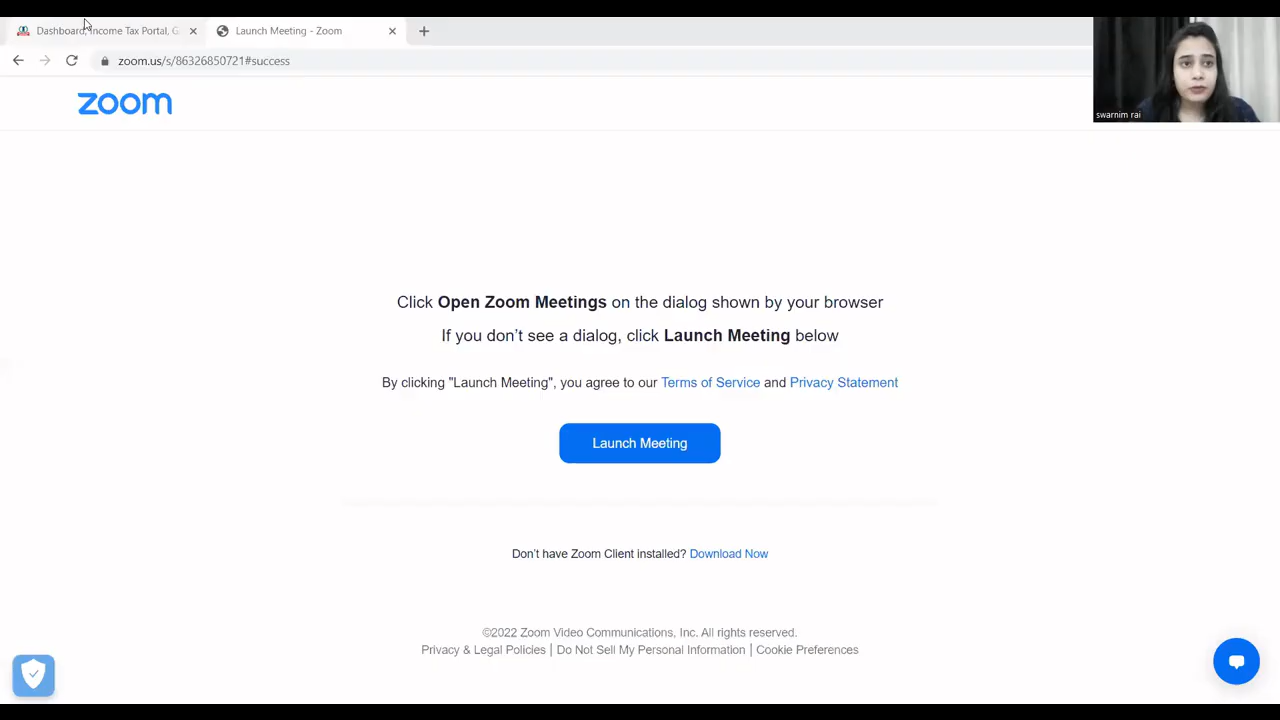 Dashboard, Income Tax Portal, G
Launch Meeting - Zoom
zoom.us/s/86326850721#success
zoom
swarnim rai
Click Open Zoom Meetings on the dialog shown by your browser
If you don’t see a dialog, click Launch Meeting below
By clicking "Launch Meeting", you agree to our Terms of Service and Privacy Statement
Launch Meeting
Don’t have Zoom Client installed? Download Now
©2022 Zoom Video Communications, Inc. All rights reserved.
Privacy & Legal Policies | Do Not Sell My Personal Information | Cookie Preferences